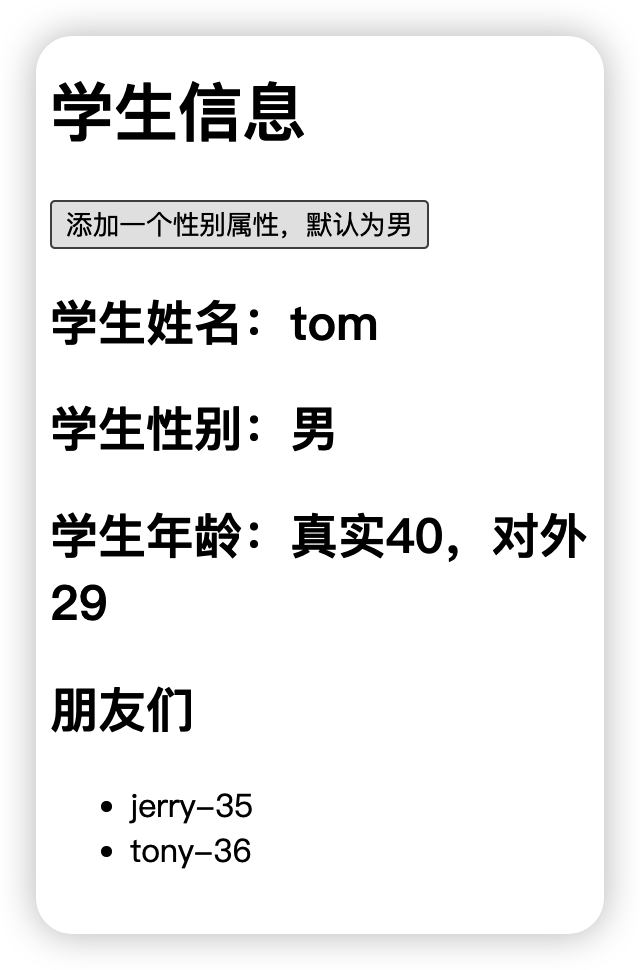 学生信息
添加一个性别属性，默认为男
学生姓名：tom
学生性别：男
学生年龄：真实40，对外
29
朋友们
jerry–35
tony–36